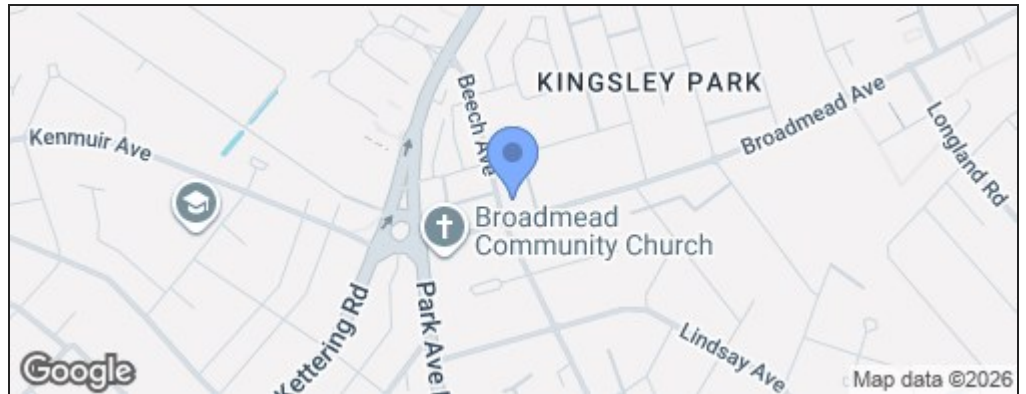 KINGSLEY PARK
Beech Ave
Broadmead Ave
Kenmuir Ave
Longland Rd
Broadmead
Community Church
Kettering Rd
Park Ave
Lindsay Ave
Google
Map data ©2026